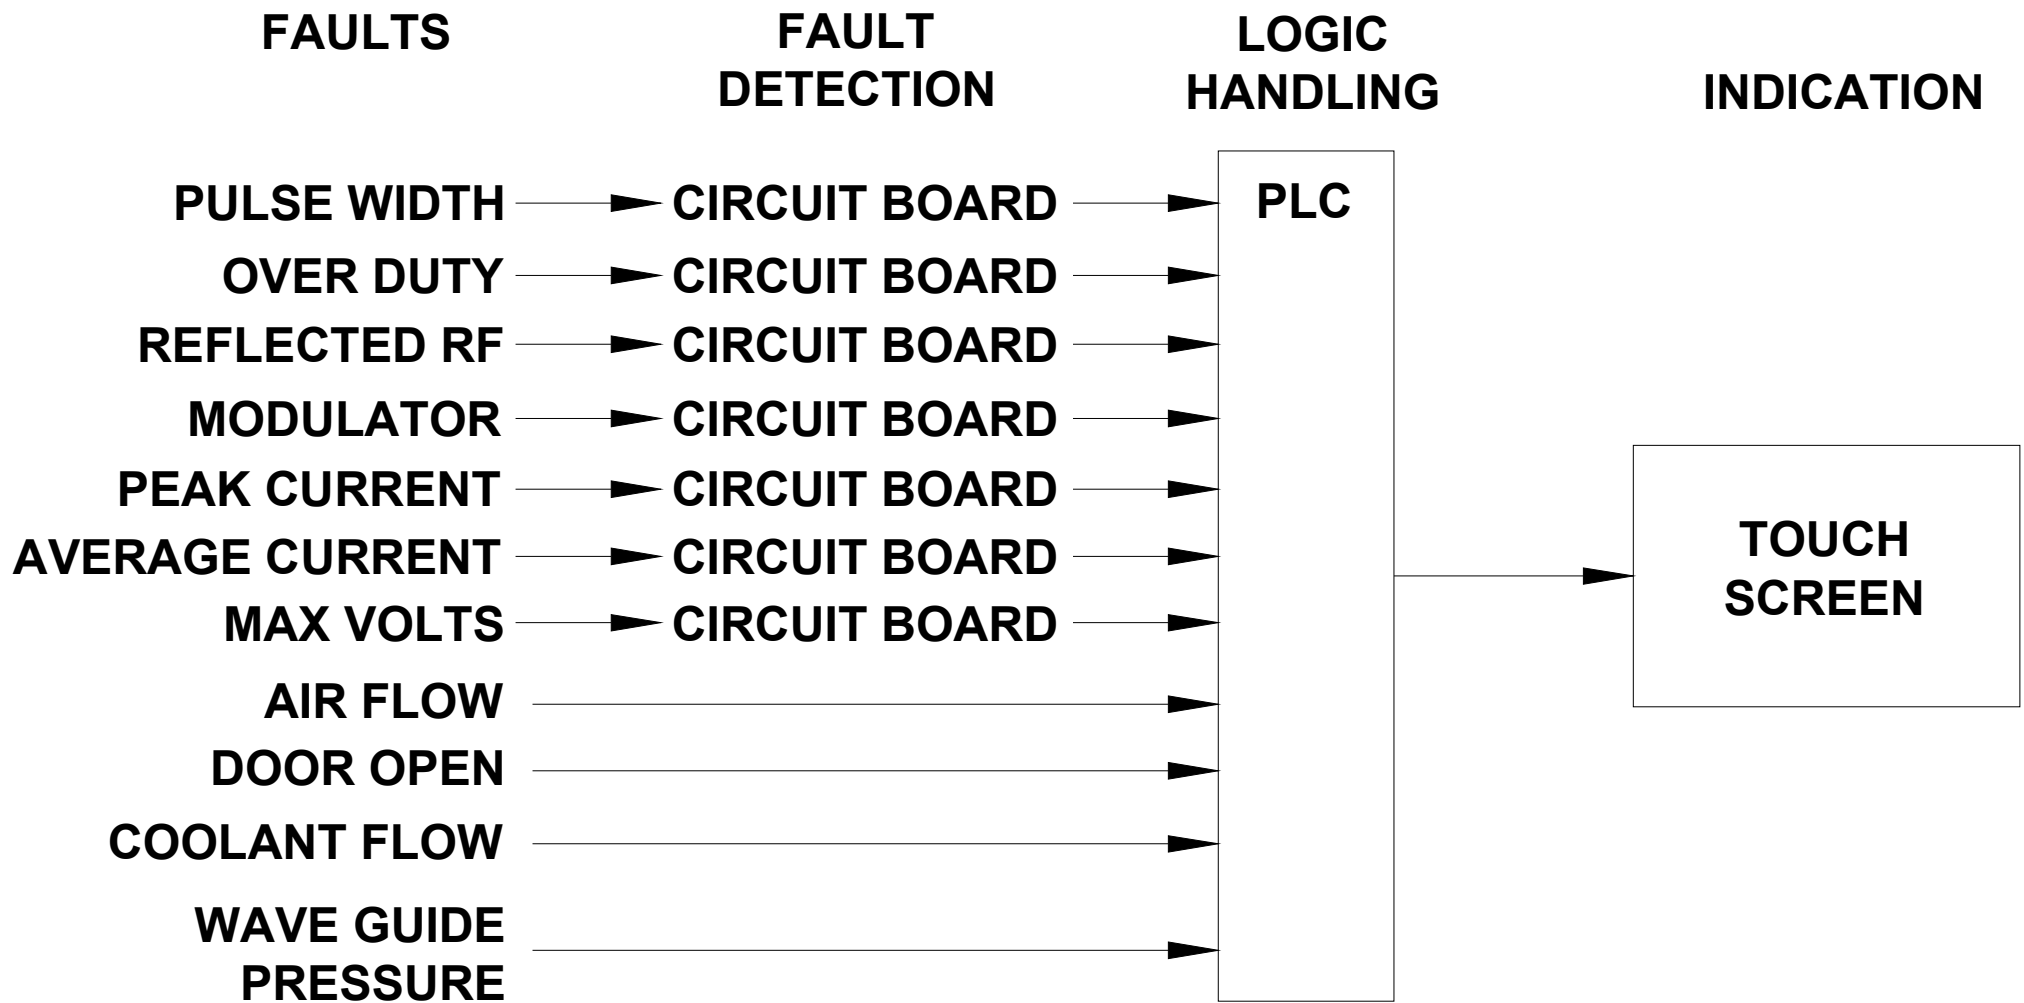 FAULTS
FAULT
DETECTION
LOGIC
HANDLING
INDICATION
PULSE WIDTH CIRCUIT BOARD PLC
OVER DUTY CIRCUIT BOARD
REFLECTED RF CIRCUIT BOARD
MODULATOR CIRCUIT BOARD
PEAK CURRENT CIRCUIT BOARD
AVERAGE CURRENT CIRCUIT BOARD
MAX VOLTS CIRCUIT BOARD
AIR FLOW
DOOR OPEN
COOLANT FLOW
WAVE GUIDE
PRESSURE
TOUCH
SCREEN